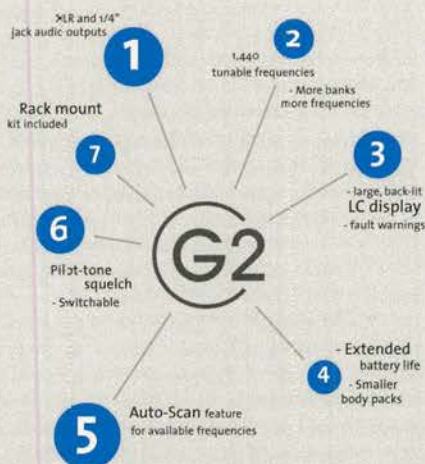 XLR and 1/4"
jack audio outputs
1
2
1,440
tunable frequencies
- More banks
more frequencies
Rack mount
kit included
7
3
- large, back-lit
LC display
- fault warnings
6
Pilot-tone
squelch
- Switchable
G2
- Extended
4
battery life
- Smaller
body packs
5
Auto-Scan feature
for available frequencies